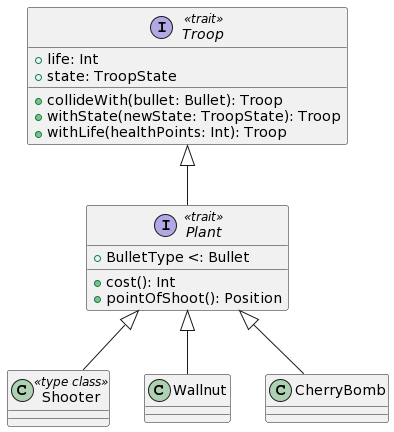 I «trait»
Troop
life: Int
state: TroopState
collideWith(bullet: Bullet): Troop
withState(newState: TroopState): Troop
withLife(healthPoints: Int): Troop
I «trait»
Plant
BulletType <: Bullet
cost(): Int
pointOfShoot(): Position
C «type class»
Shooter
C Wallnut
C CherryBomb